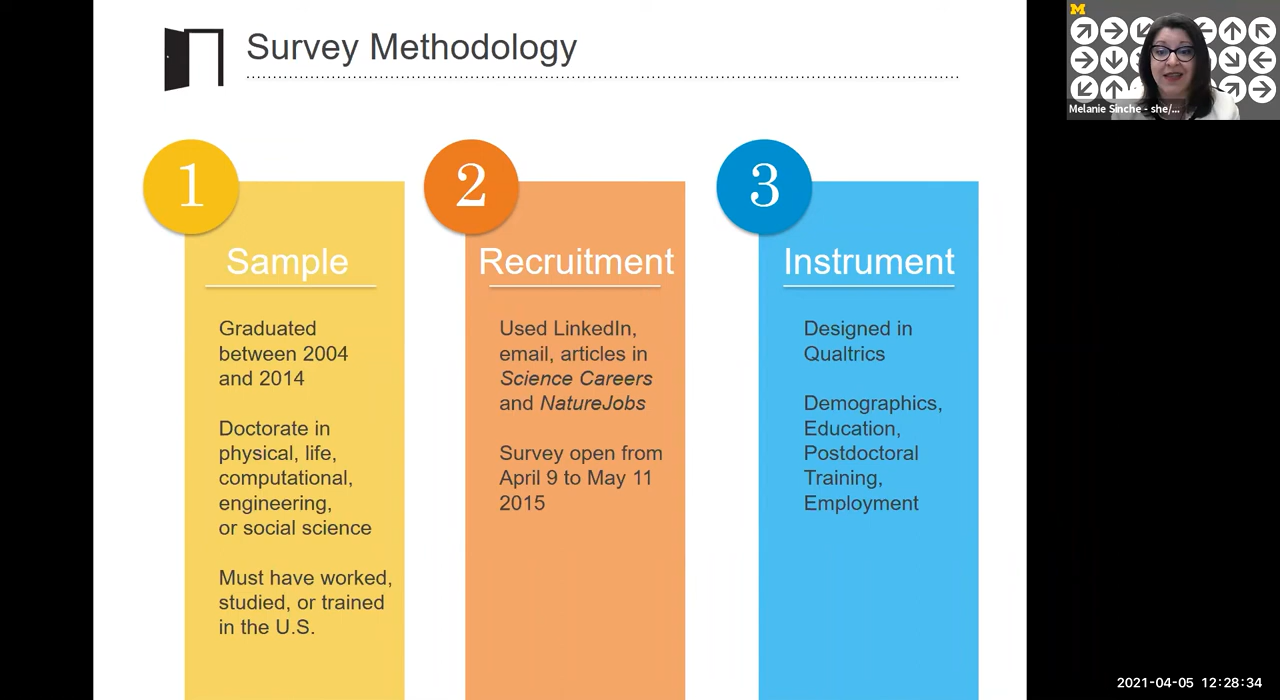 Survey Methodology
1
Sample
Graduated
between 2004
and 2014
Doctorate in
physical, life,
computational,
engineering,
or social science
Must have worked,
studied, or trained
in the U.S.
2
Recruitment
Used LinkedIn,
email, articles in
Science Careers
and NatureJobs
Survey open from
April 9 to May 11
2015
3
Instrument
Designed in
Qualtrics
Demographics,
Education,
Postdoctoral
Training,
Employment
M
Melanie Sinche - she/...
2021-04-05 12:28:34